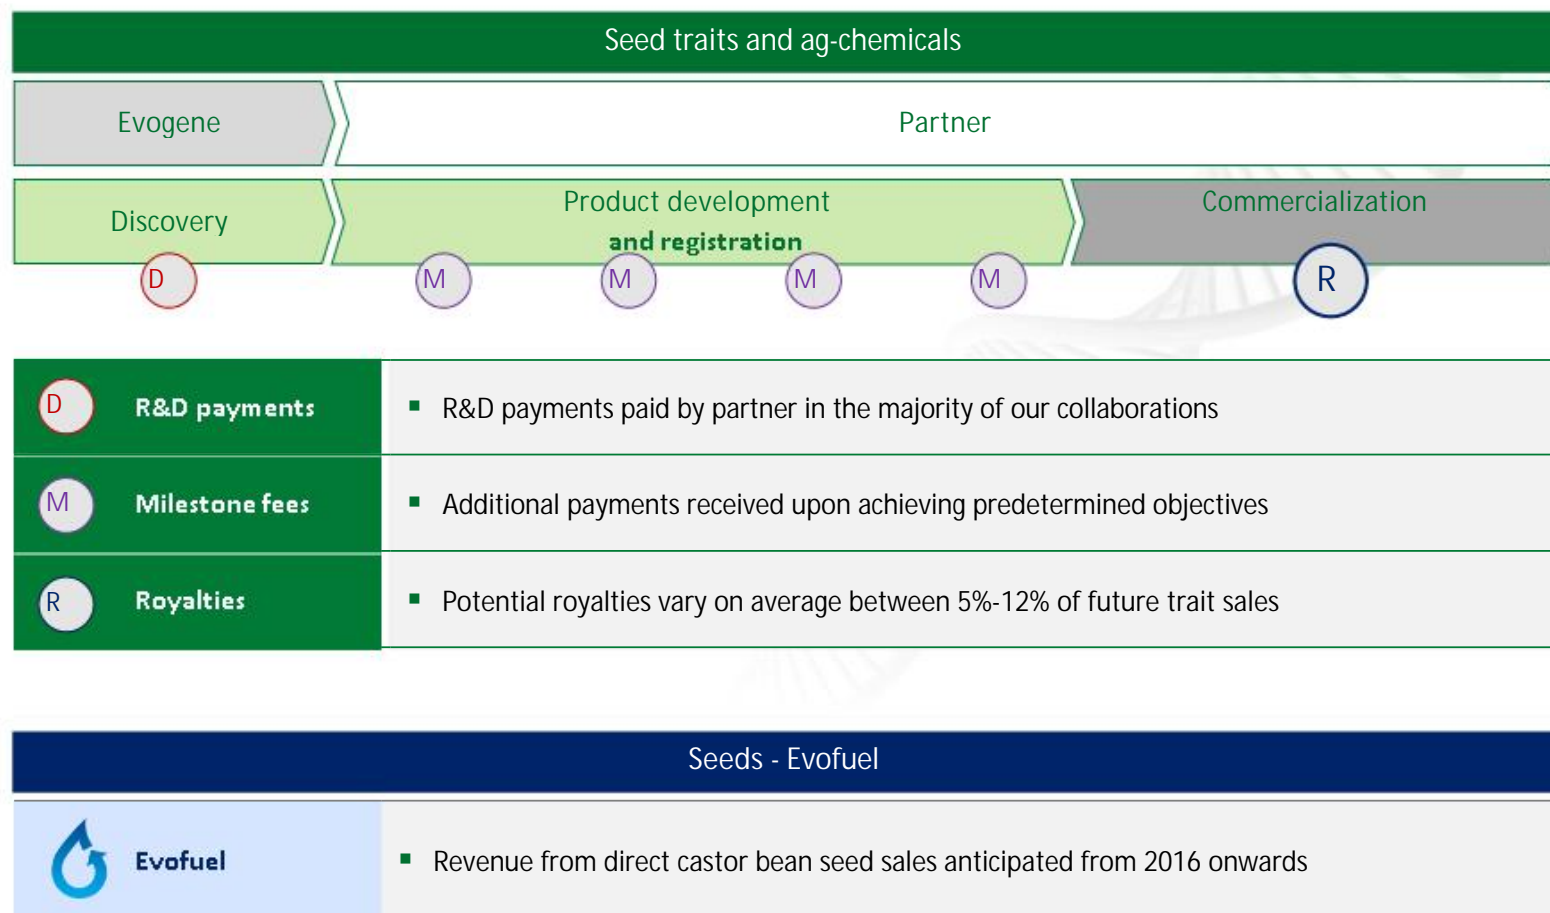 Seed traits and ag-chemicals
Evogene
Partner
Discovery
Product development
and registration
Commercialization
D
M
M
M
M
R
D
R&D payments
▪ R&D payments paid by partner in the majority of our collaborations
M
Milestone fees
▪ Additional payments received upon achieving predetermined objectives
R
Royalties
▪ Potential royalties vary on average between 5%-12% of future trait sales
Seeds - Evofuel
Evofuel
▪ Revenue from direct castor bean seed sales anticipated from 2016 onwards